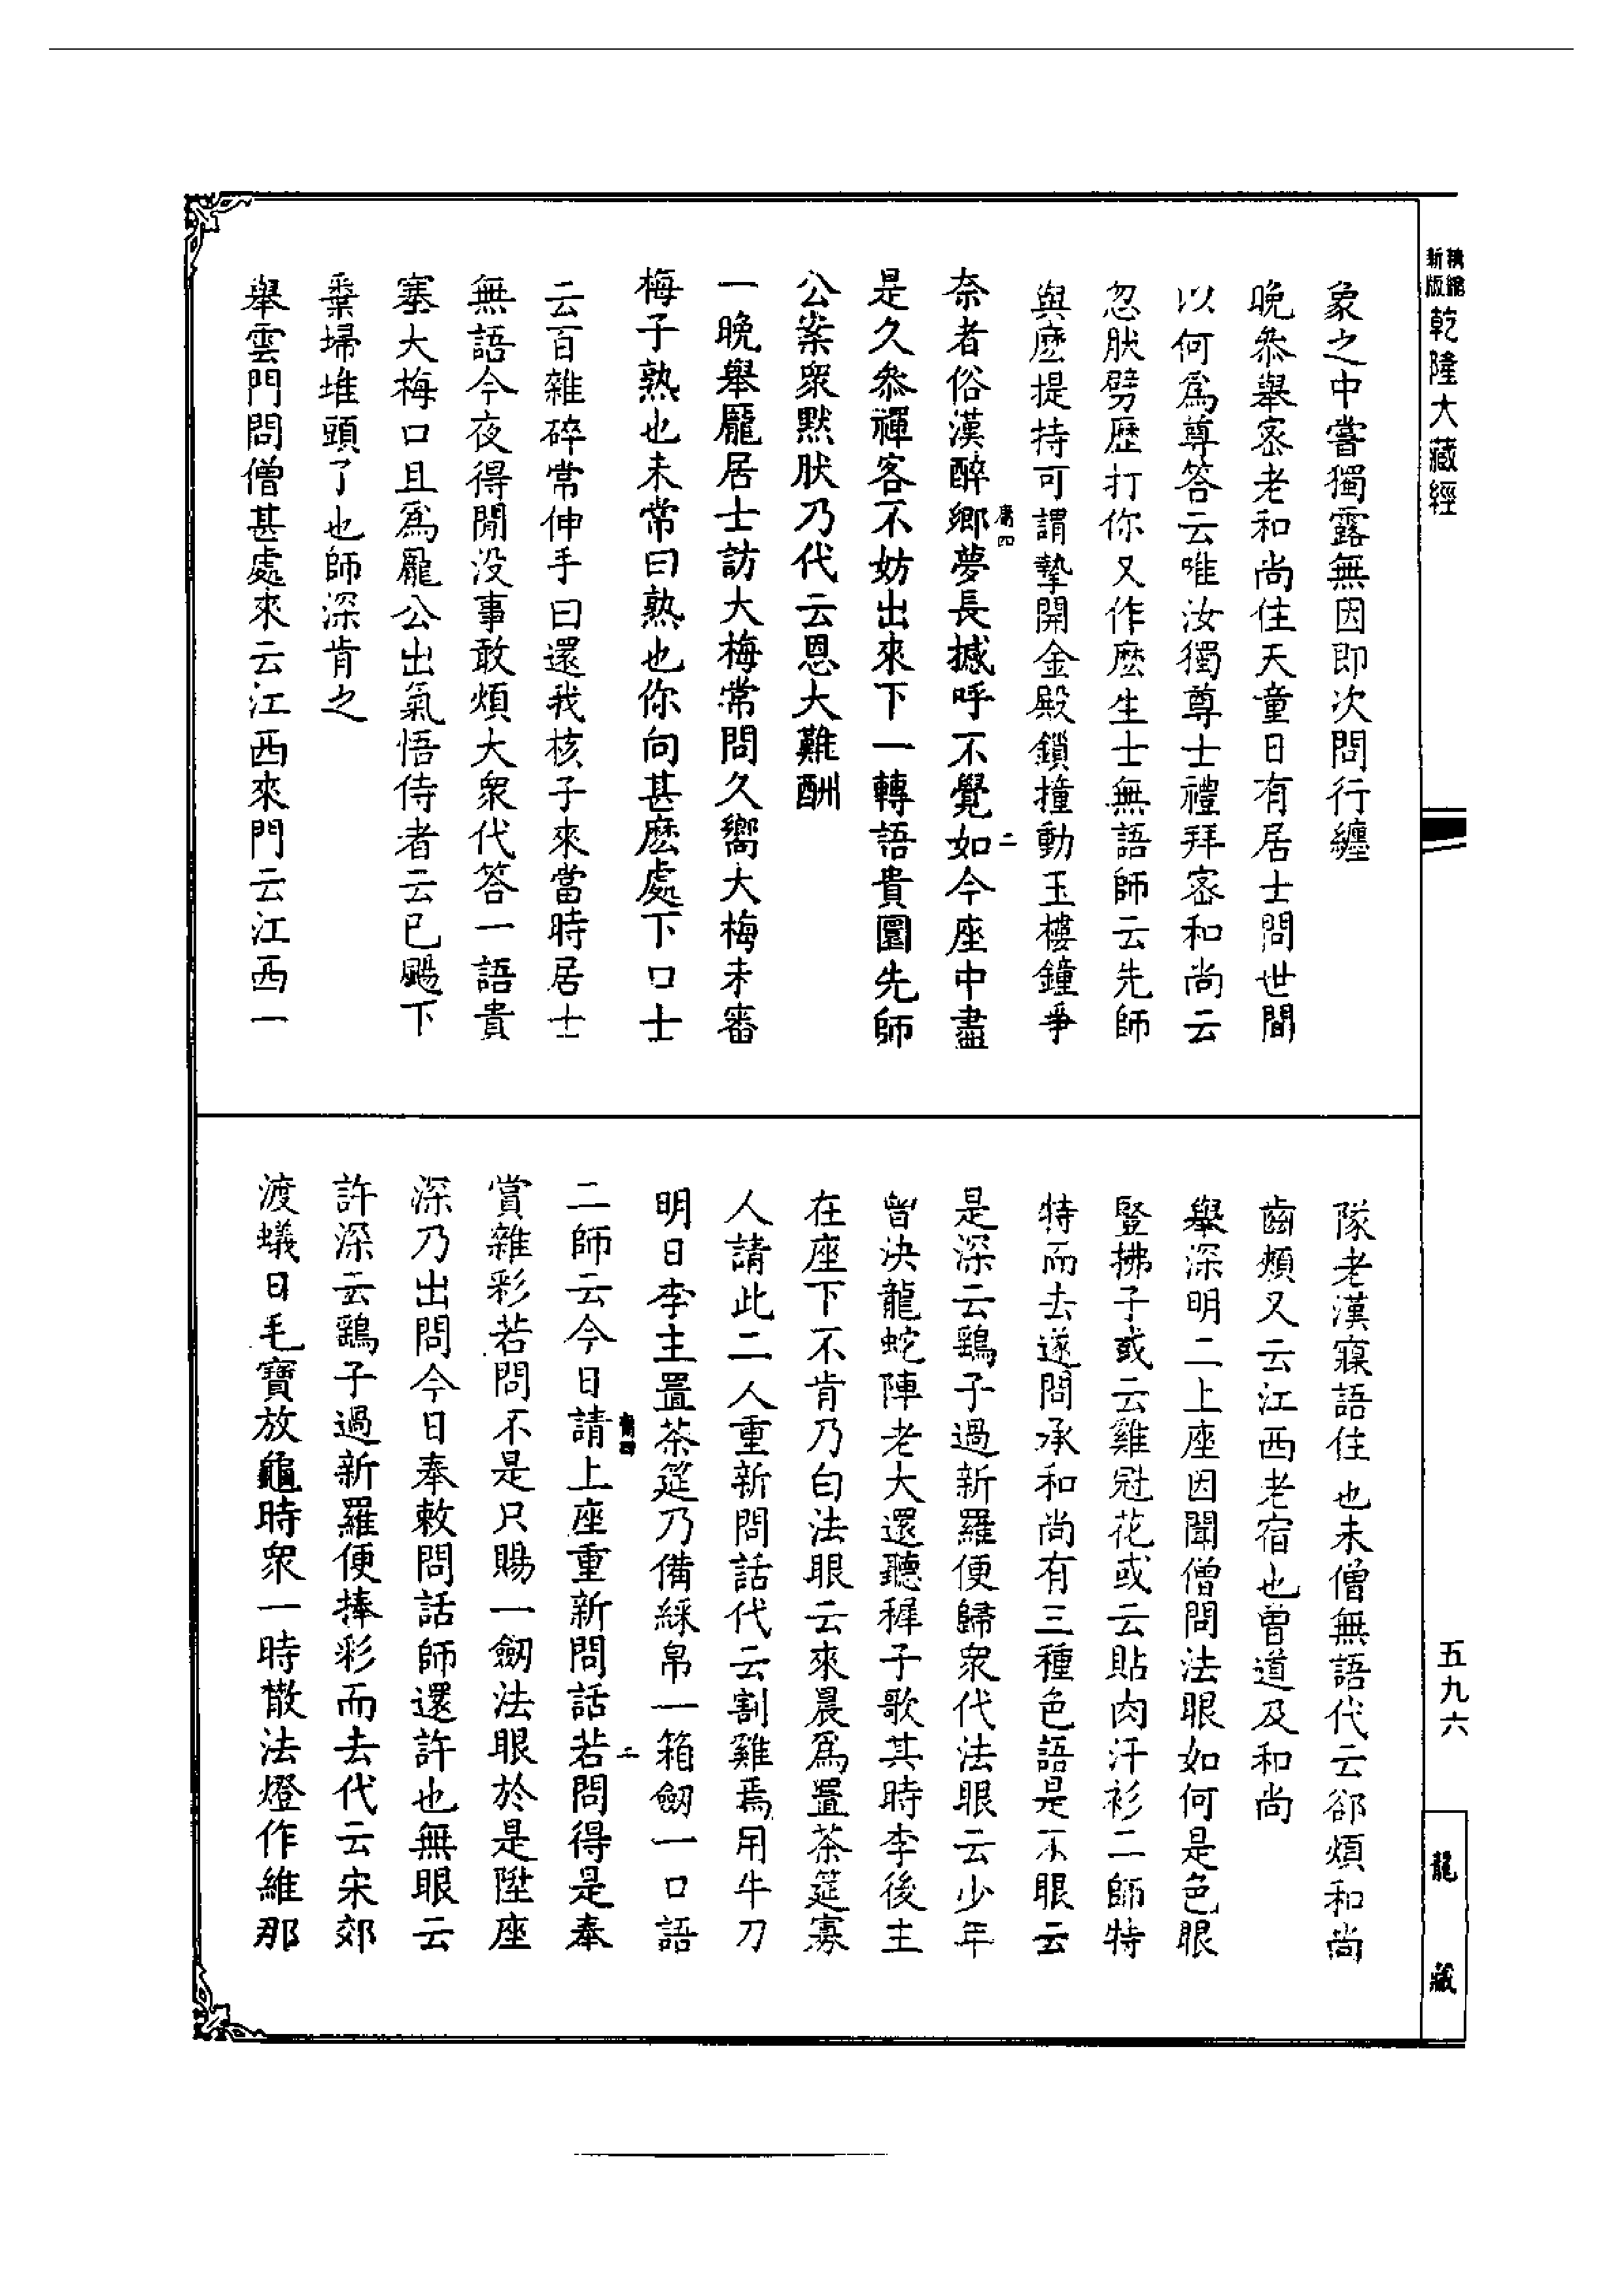 精縮新版乾隆大藏經
五九六
龍藏
象之中嘗獨露無因即次問行纏
晚叅舉宻老和尚住天童日有居士問世間
以何爲尊答云唯汝獨尊士禮拜宻和尚云
忽肰劈歷打你又作麽生士無語師云先師
與麽提持可謂摯開金殿鎖撞動玉樓鐘爭
奈者俗漢醉鄉夢長撼呼不覺如今座中盡
是久叅禪客不妨出來下一轉語貴圜先師
公案衆默肰乃代云恩大難酬
一晚舉龐居士訪大梅常問久嚮大梅未審
梅子熟也未常曰熟也你向甚麽處下口士
云百雜碎常伸手曰還我核子來當時居士
無語今夜得閒没事敢煩大衆代答一語貴
塞大梅口且爲龐公出氣悟侍者云已颺下
糞埽堆頭了也師深肯之
舉雲門問僧甚處來云江西來門云江西一
隊老漢寱語住也未僧無語代云郤煩和尚
齒頰又云江西老宿也曾道及和尚
舉深明二上座因聞僧問法眼如何是色眼
豎拂子或云雞冠花或云貼肉汗衫二師特
特而去遂問承和尚有三種色語是不眼云
是深云鷂子過新羅便歸衆代法眼云少年
曾決龍蛇陣老大還聽稺子歌其時李後主
在座下不肯乃白法眼云來晨爲置茶筵寡
人請此二人重新問話代云割雞焉用牛刀
明日李主置茶筵乃備綵帛一箱劒一口語
二師云今日請上座重新問話若問得是奉
賞雜彩若問不是只賜一劒法眼於是陞座
深乃出問今日奉敕問話師還許也無眼云
許深云鷂子過新羅便捧彩而去代云宋郊
渡蟻日毛寶放龜時衆一時散法燈作維那